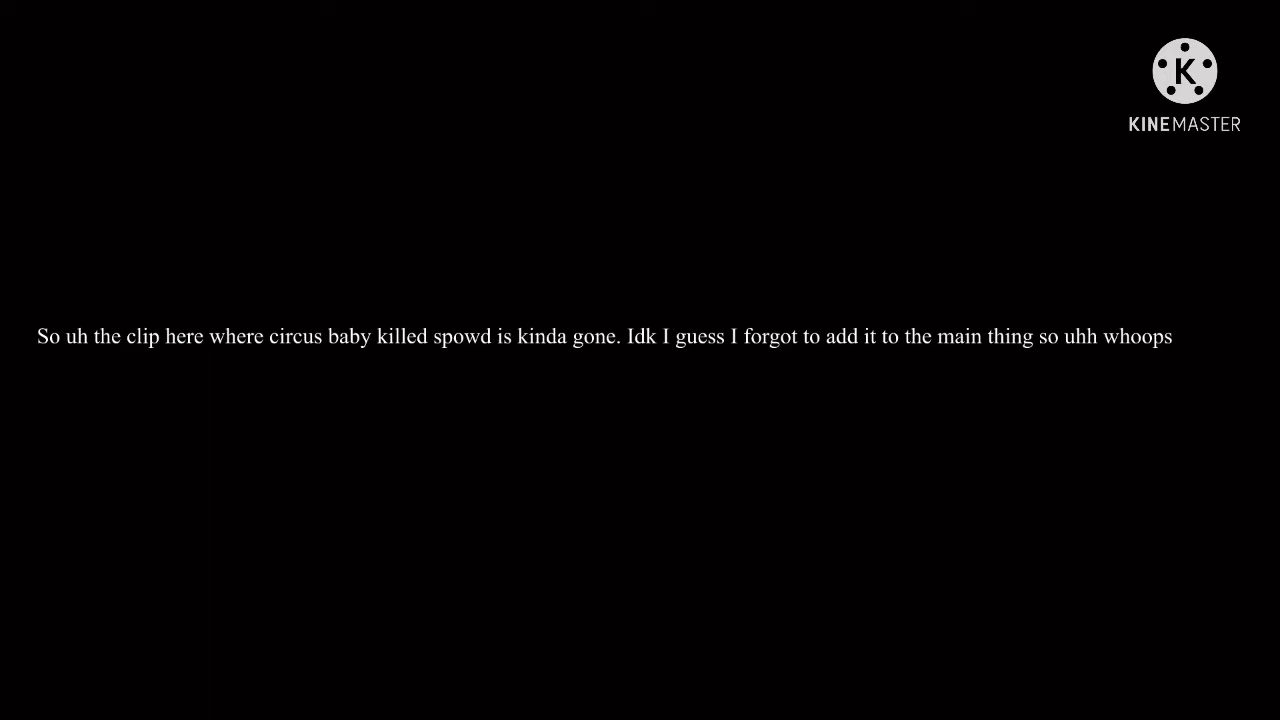 K
KINEMASTER
So uh the clip here where circus baby killed spowd is kinda gone. Idk I guess I forgot to add it to the main thing so uhh whoops